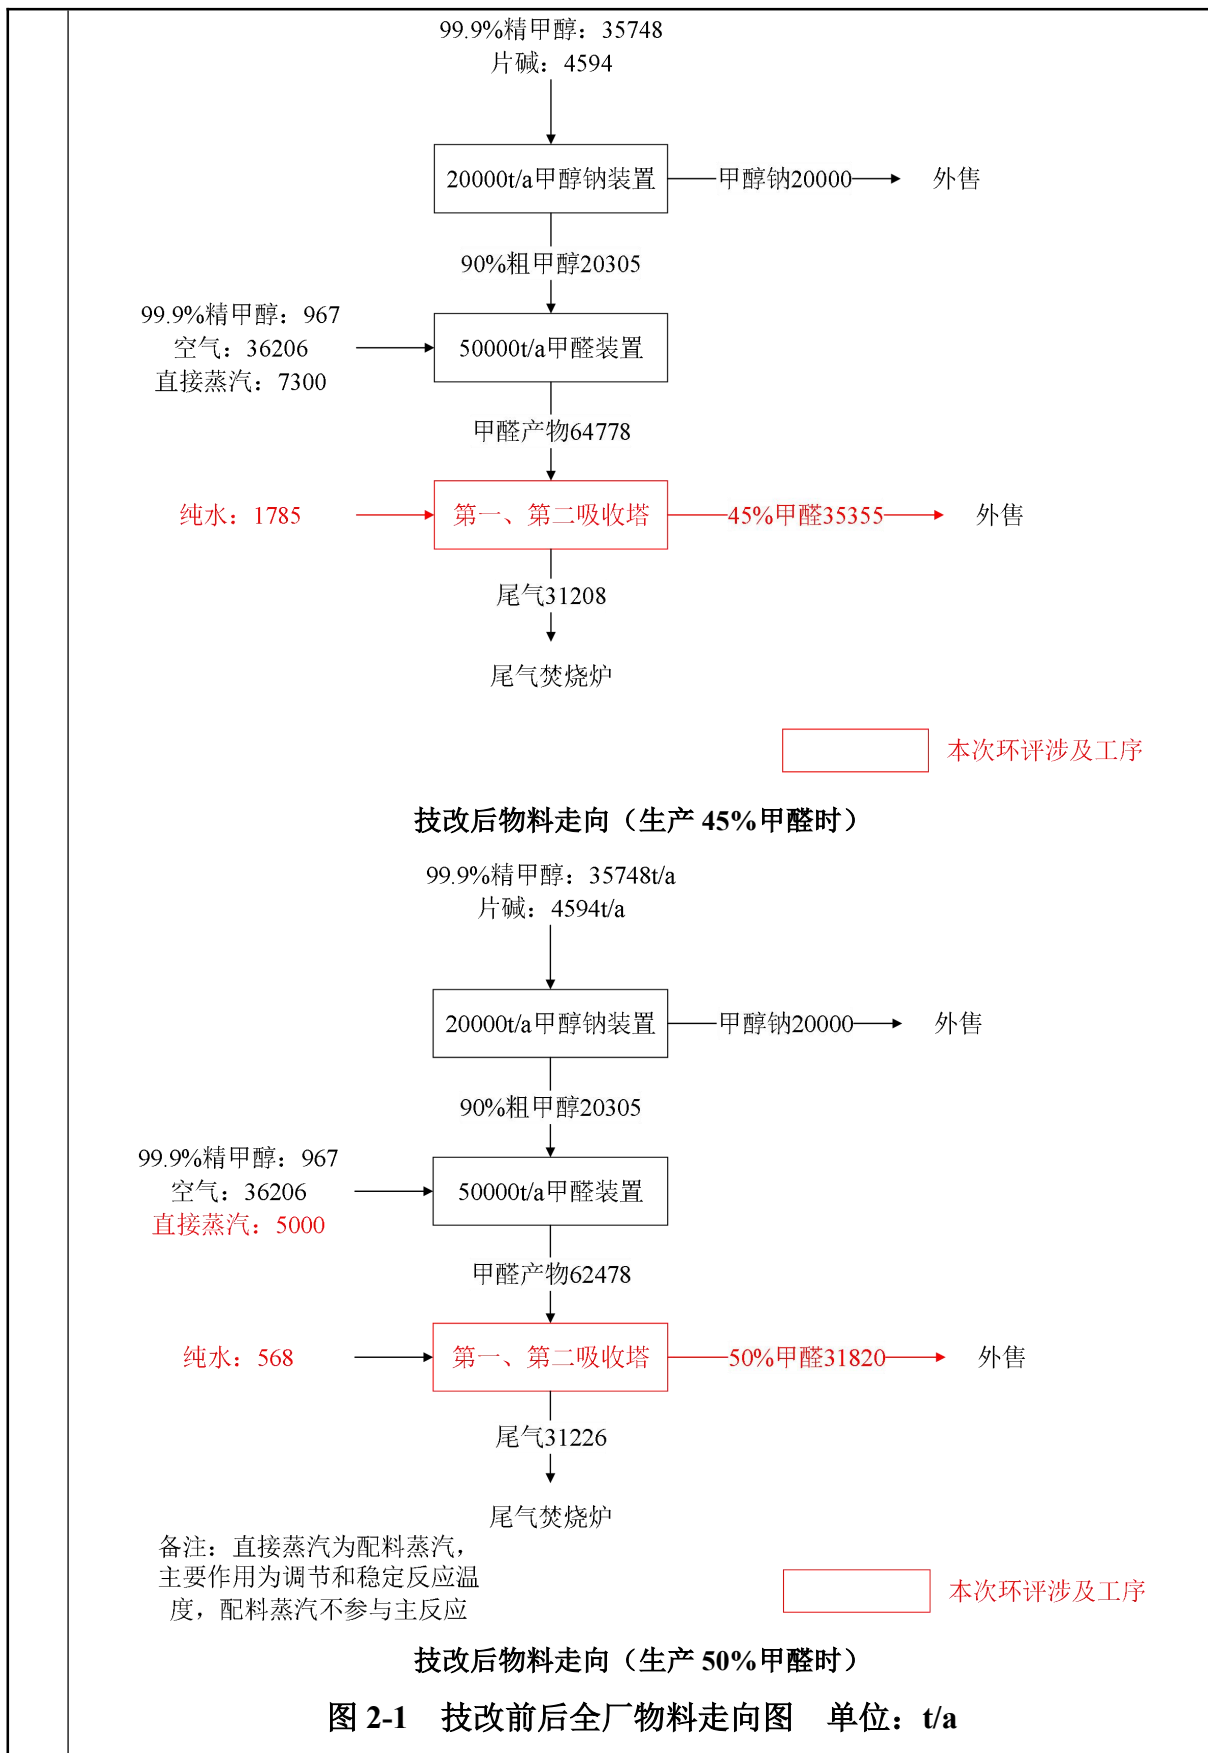 99.9%精甲醇：35748
片碱：4594
20000t/a甲醇钠装置
甲醇钠20000
外售
90%粗甲醇20305
99.9%精甲醇：967
空气：36206
直接蒸汽：7300
50000t/a甲醛装置
甲醛产物64778
纯水：1785
第一、第二吸收塔
45%甲醛35355
外售
尾气31208
尾气焚烧炉
本次环评涉及工序
技改后物料走向（生产 45%甲醛时）
99.9%精甲醇：35748t/a
片碱：4594t/a
20000t/a甲醇钠装置
甲醇钠20000
外售
90%粗甲醇20305
99.9%精甲醇：967
空气：36206
直接蒸汽：5000
50000t/a甲醛装置
甲醛产物62478
纯水：568
第一、第二吸收塔
50%甲醛31820
外售
尾气31226
尾气焚烧炉
备注：直接蒸汽为配料蒸汽，
主要作用为调节和稳定反应温
度，配料蒸汽不参与主反应
本次环评涉及工序
技改后物料走向（生产 50%甲醛时）
图 2-1 技改前后全厂物料走向图 单位：t/a